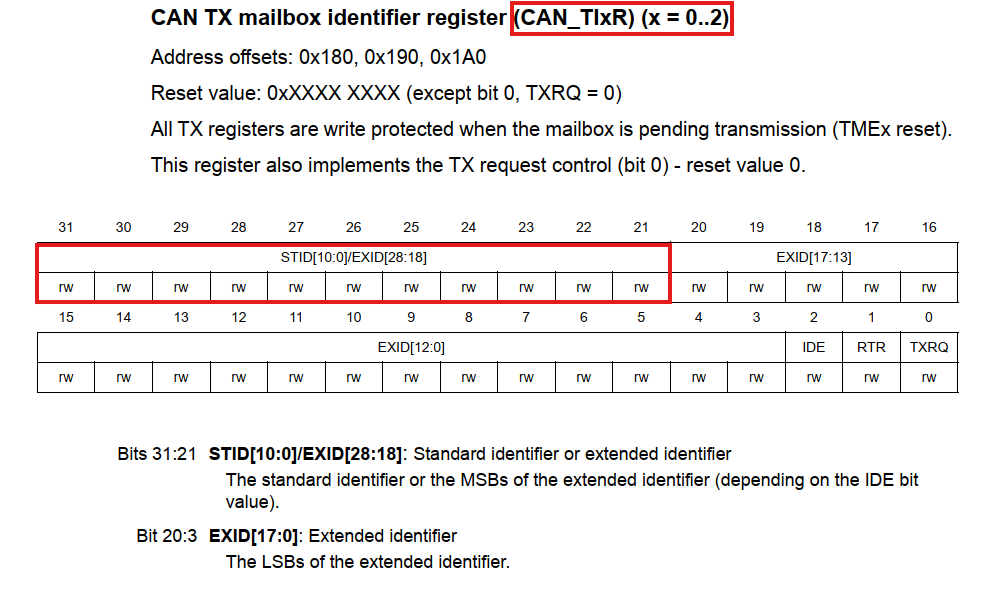 CAN TX mailbox identifier register (CAN_TIxR) (x = 0..2)
Address offsets: 0x180, 0x190, 0x1A0
Reset value: 0xXXXX XXXX (except bit 0, TXRQ = 0)
All TX registers are write protected when the mailbox is pending transmission (TMEx reset).
This register also implements the TX request control (bit 0) - reset value 0.
31 30 29 28 27 26 25 24 23 22 21 20 19 18 17 16
STID[10:0]/EXID[28:18] EXID[17:13]
rw rw rw rw rw rw rw rw rw rw rw rw rw rw rw rw
15 14 13 12 11 10 9 8 7 6 5 4 3 2 1 0
EXID[12:0] IDE RTR TXRQ
rw rw rw rw rw rw rw rw rw rw rw rw rw rw rw rw
Bits 31:21 STID[10:0]/EXID[28:18]: Standard identifier or extended identifier
The standard identifier or the MSBs of the extended identifier (depending on the IDE bit
value).
Bit 20:3 EXID[17:0]: Extended identifier
The LSBs of the extended identifier.